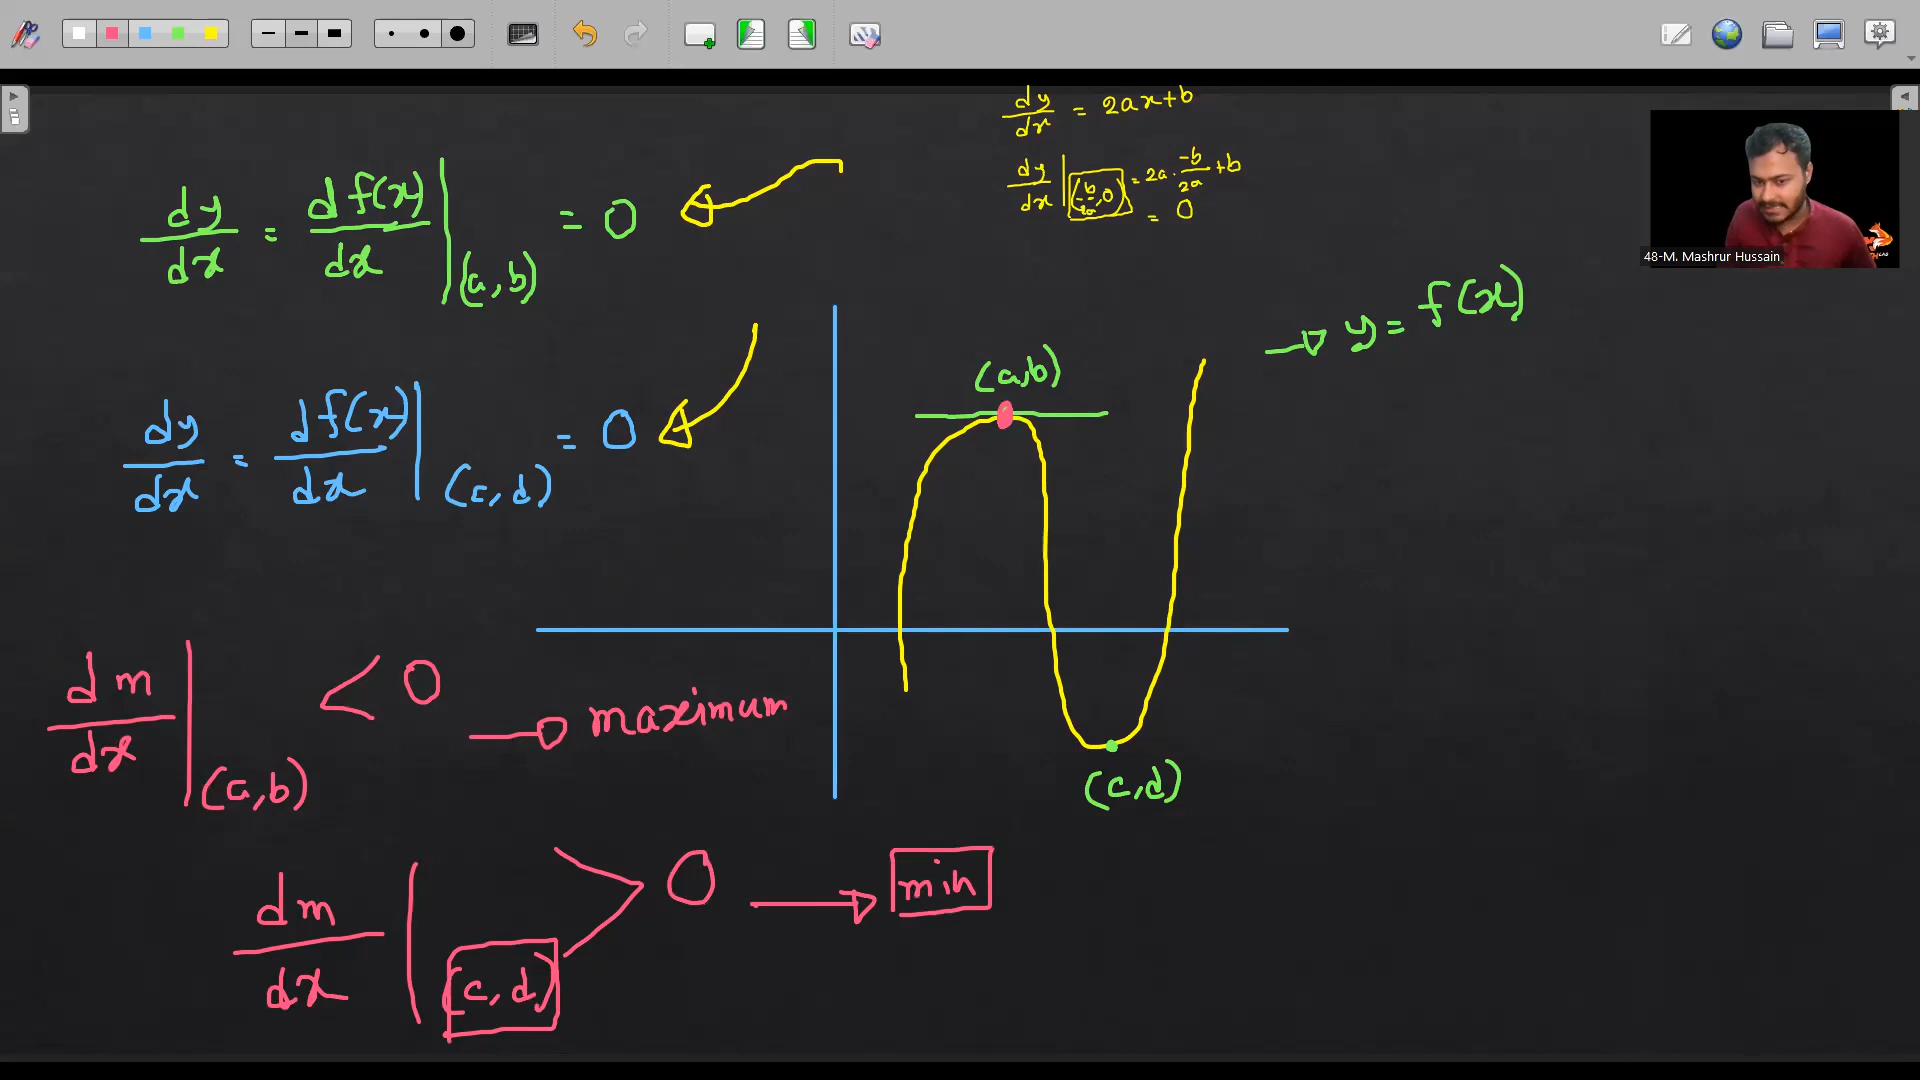 dy/dx = 2ax+b
dy/dx |(-b/2a, 0) = 2a · -b/2a + b
= 0
dy/dx = df(x)/dx |(a, b) = 0
48-M. Mashrur Hussain
y = f(x)
(a,b)
dy/dx = df(x)/dx |(c, d) = 0
dm/dx |(a,b) < 0 → maximum
(c,d)
dm/dx |(c,d) > 0 → min